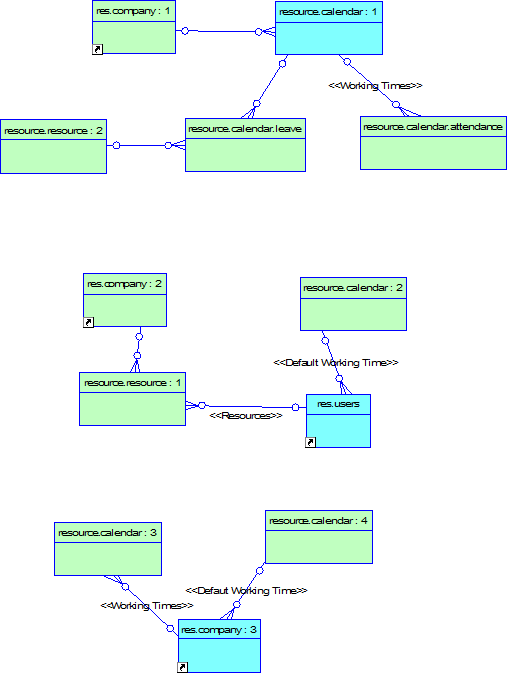 res.company : 1
resource.calendar : 1
<<Working Times>>
resource.resource : 2
resource.calendar.leave
resource.calendar.attendance
res.company : 2
resource.calendar : 2
<<Default Working Time>>
resource.resource : 1
res.users
<<Resources>>
resource.calendar : 3
resource.calendar : 4
<<Defaut Working Time>>
<<Working Times>>
res.company : 3